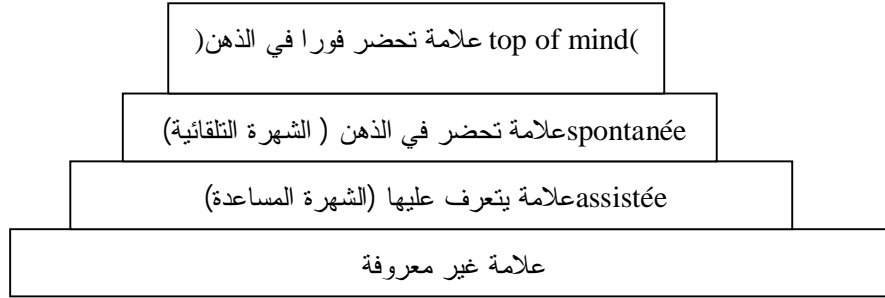 )top of mind علامة تحضر فورا في الذهن(
spontanéeعلامة تحضر في الذهن ( الشهرة التلقائية)
assistéeعلامة يتعرف عليها (الشهرة المساعدة)
علامة غير معروفة